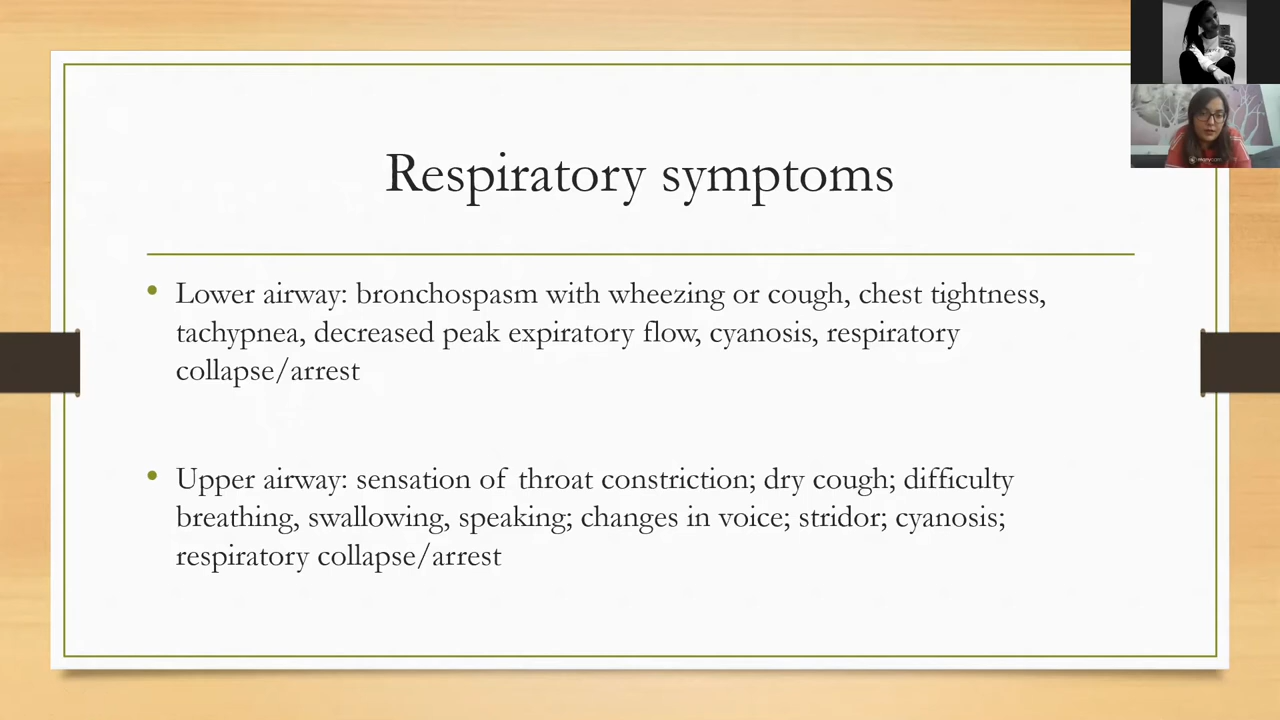 Respiratory symptoms
• Lower airway: bronchospasm with wheezing or cough, chest tightness,
tachypnea, decreased peak expiratory flow, cyanosis, respiratory
collapse/arrest
• Upper airway: sensation of throat constriction; dry cough; difficulty
breathing, swallowing, speaking; changes in voice; stridor; cyanosis;
respiratory collapse/arrest